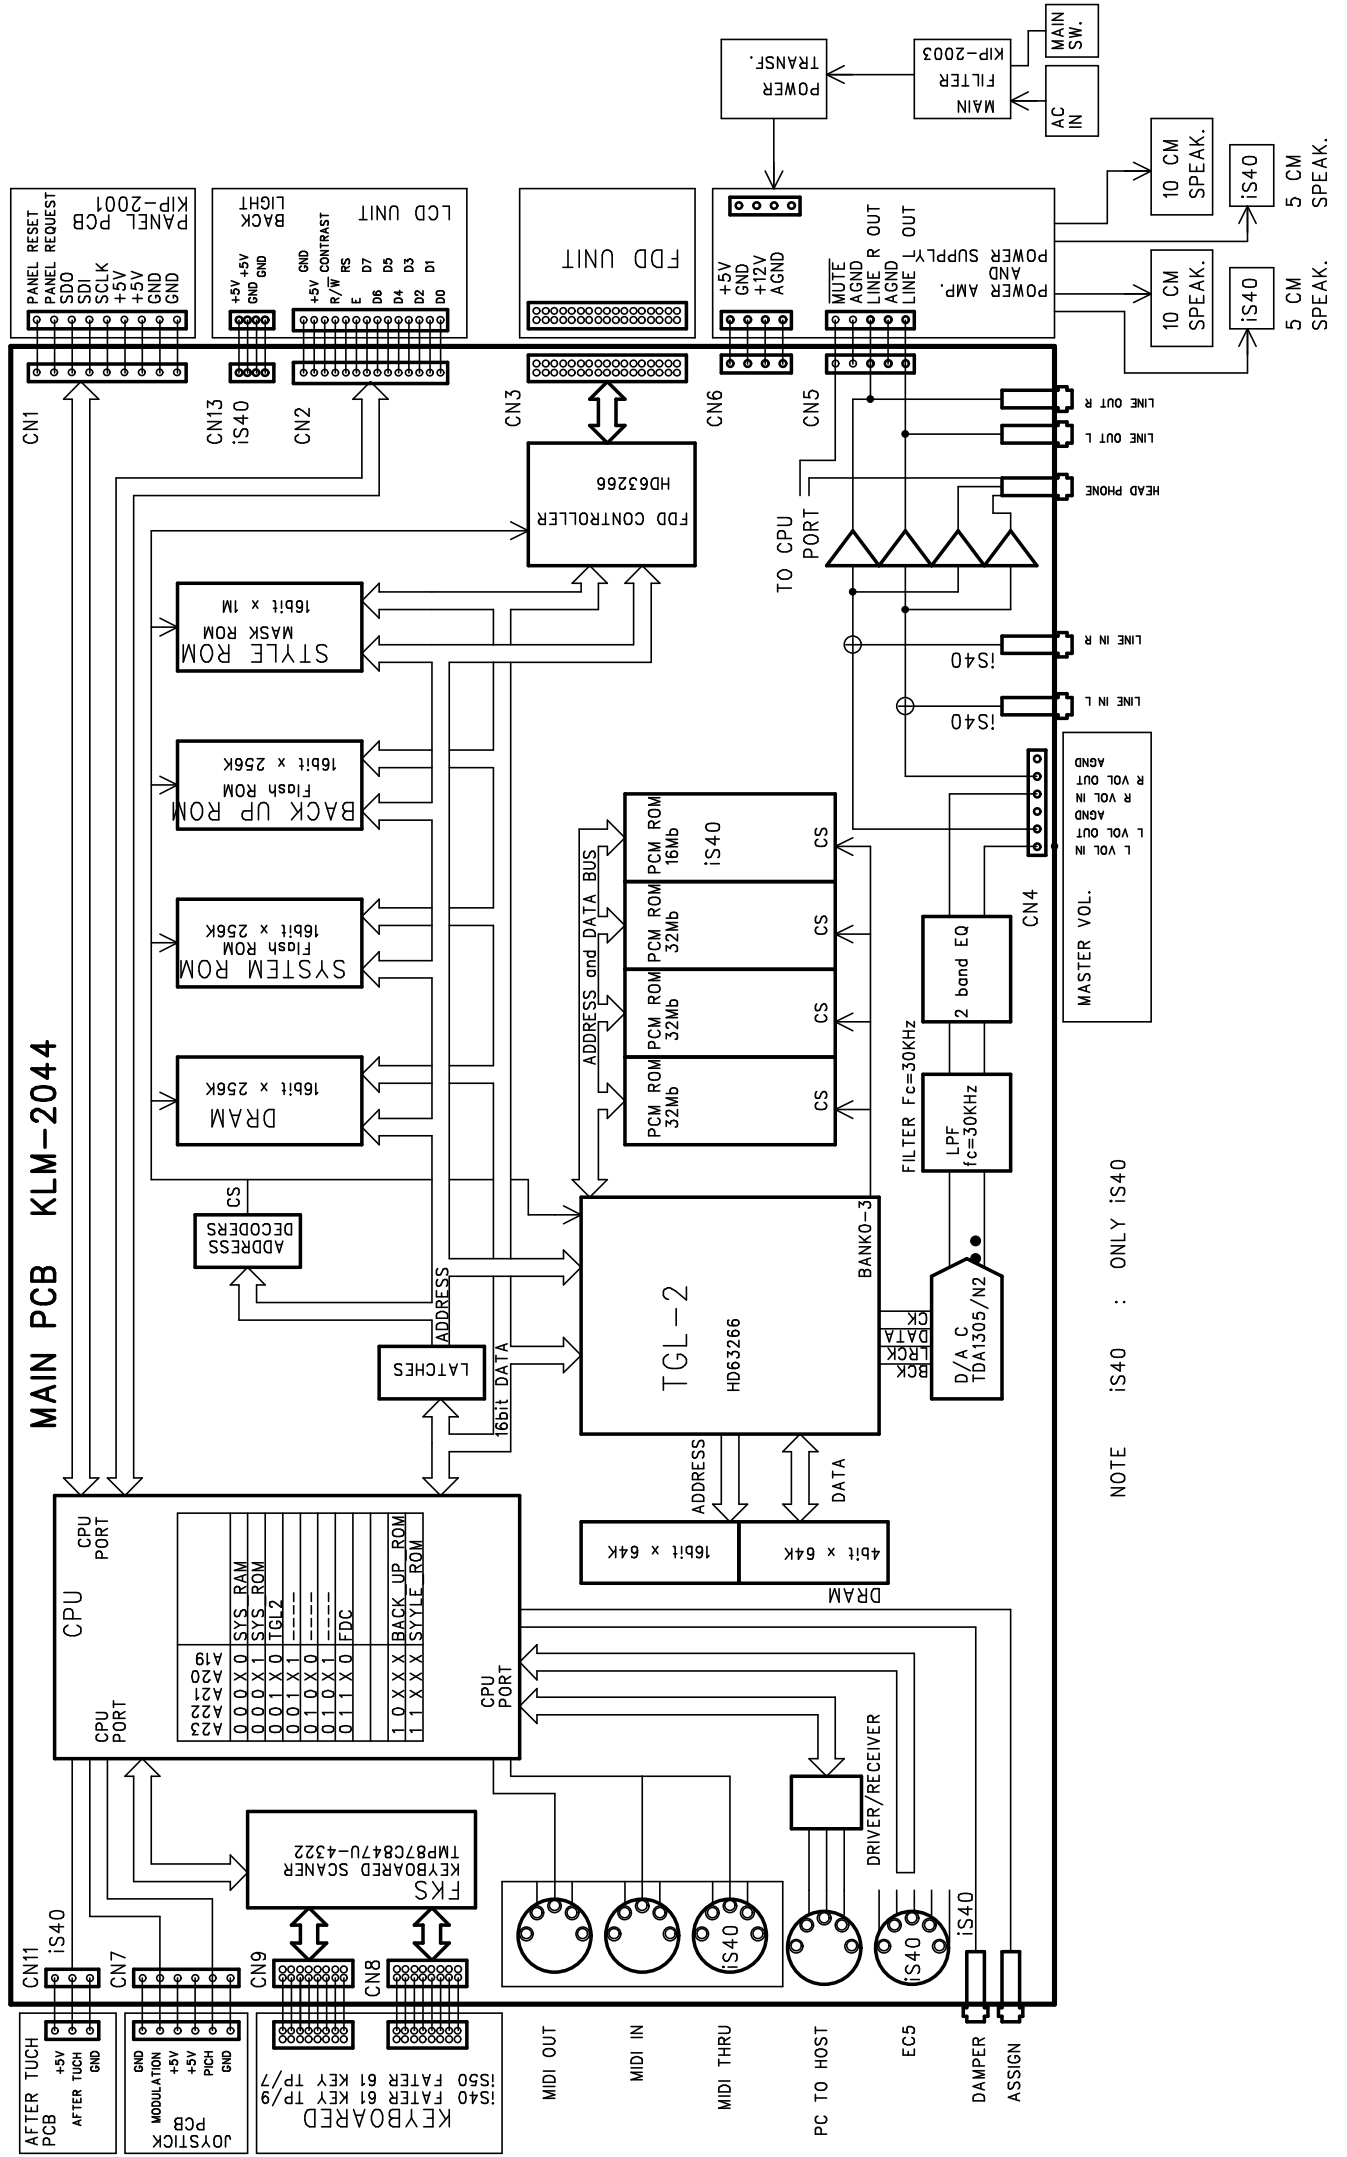 MAIN PCB KLM-2044
PANEL RESET
PANEL REQUEST
SDO
SDI
SCLK
+5V
+5V
GND
GND
PANEL PCB
KIP-2001
CN1
BACK
LIGHT
+5V
+5V
GND
GND
CN13
iS40
LCD UNIT
GND
+5V
CONTRAST
R/W
RS
E
D7
D6
D5
D4
D3
D2
D1
D0
CN2
FDD UNIT
CN3
+5V
GND
+12V
AGND
CN6
MUTE
AGND
LINE R OUT
AGND
LINE L OUT
CN5
POWER AMP.
AND
POWER SUPPLY
POWER
TRANSF.
MAIN
FILTER
KIP-2003
MAIN
SW.
AC
IN
10 CM
SPEAK.
iS40
5 CM
SPEAK.
10 CM
SPEAK.
iS40
5 CM
SPEAK.
FDD CONTROLLER
HD63266
TO CPU
PORT
LINE OUT R
LINE OUT L
HEAD PHONE
LINE IN R
iS40
LINE IN L
iS40
STYLE ROM
MASK ROM
16bit x 1M
BACK UP ROM
Flash ROM
16bit x 256K
SYSTEM ROM
Flash ROM
16bit x 256K
DRAM
16bit x 256K
CS
ADDRESS
DECODERS
LATCHES
ADDRESS
16bit DATA
ADDRESS and DATA BUS
PCM ROM
16Mb
iS40
CS
PCM ROM
32Mb
CS
PCM ROM
32Mb
CS
PCM ROM
32Mb
CS
TGL-2
HD63266
BANK0-3
ADDRESS
DATA
16bit x 64K
4bit x 64K
DRAM
BCK
LRCK
DATA
CK
D/A C
TDA1305/N2
FILTER Fc=30KHz
LPF
fc=30KHz
2 band EQ
CN4
AGND
R VOL OUT
R VOL IN
AGND
L VOL OUT
L VOL IN
MASTER VOL.
NOTE iS40 : ONLY iS40
CPU
CPU
PORT
CPU
PORT
CPU
PORT
A23 A22 A21 A20 A19
0 0 0 X 0 SYS RAM
0 0 0 X 1 SYS ROM
0 0 1 X 0 TGL2
0 0 1 X 1 -----
0 1 0 X 0 -----
0 1 0 X 1 -----
0 1 1 X 0 FDC
1 0 X X X BACK UP ROM
1 1 X X X SYYLE ROM
FKS
KEYBOARED SCANER
TMP87C847U-4322
CN11
iS40
CN7
CN9
CN8
AFTER TUCH
PCB
+5V
AFTER TUCH
GND
JOYSTICK
PCB
GND
MODULATION
+5V
+5V
PICH
GND
KEYBOARED
iS40 FATER 61 KEY TP/9
iS50 FATER 61 KEY TP/7
MIDI OUT
MIDI IN
MIDI THRU
iS40
PC TO HOST
DRIVER/RECEIVER
EC5
iS40
iS40
DAMPER
ASSIGN